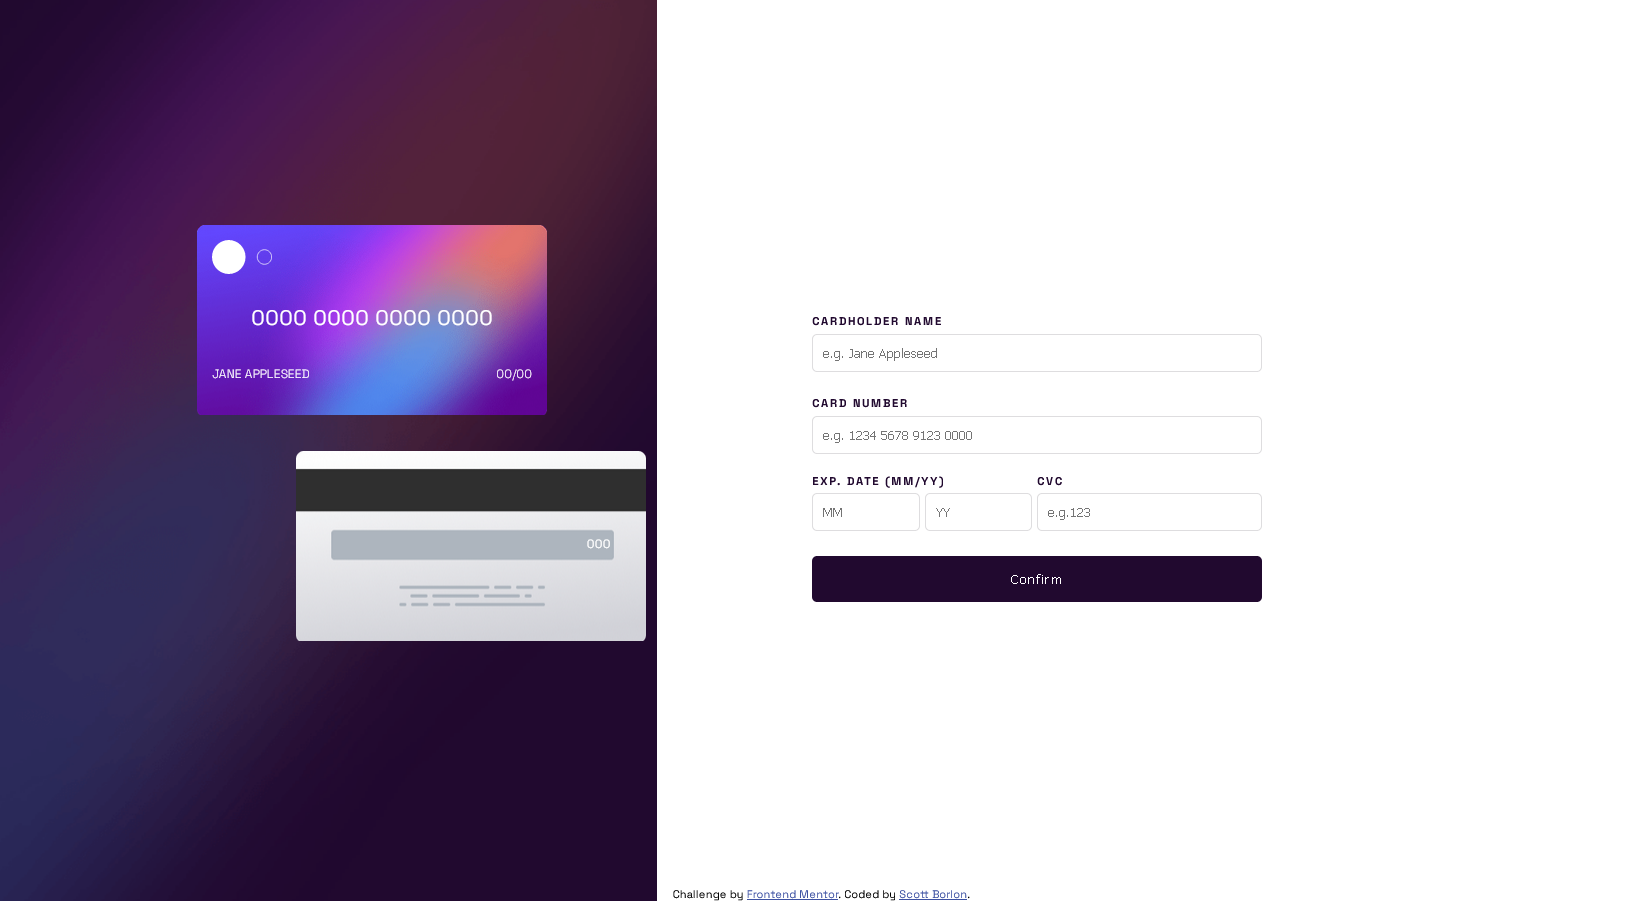 0000 0000 0000 0000
JANE APPLESEED 00/00
000
CARDHOLDER NAME
e.g. Jane Appleseed
CARD NUMBER
e.g. 1234 5678 9123 0000
EXP. DATE (MM/YY) CVC
MM YY e.g.123
Confirm
Challenge by Frontend Mentor. Coded by Scott Borlon.